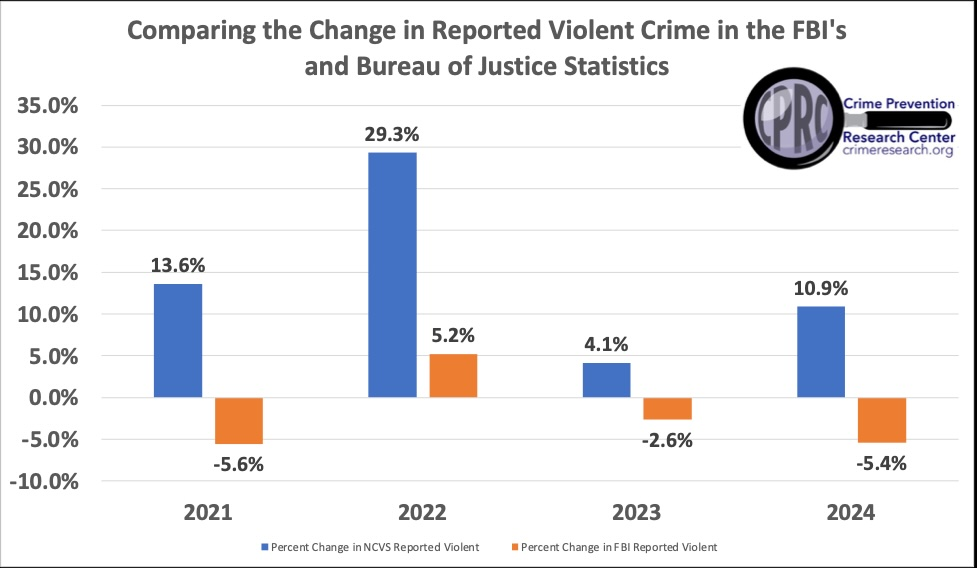 Comparing the Change in Reported Violent Crime in the FBI's
and Bureau of Justice Statistics
CPRC
Crime Prevention
Research Center
crimeresearch.org
35.0%
30.0%
25.0%
20.0%
15.0%
10.0%
5.0%
0.0%
-5.0%
-10.0%
13.6%
-5.6%
29.3%
5.2%
4.1%
-2.6%
10.9%
-5.4%
2021
2022
2023
2024
Percent Change in NCVS Reported Violent
Percent Change in FBI Reported Violent